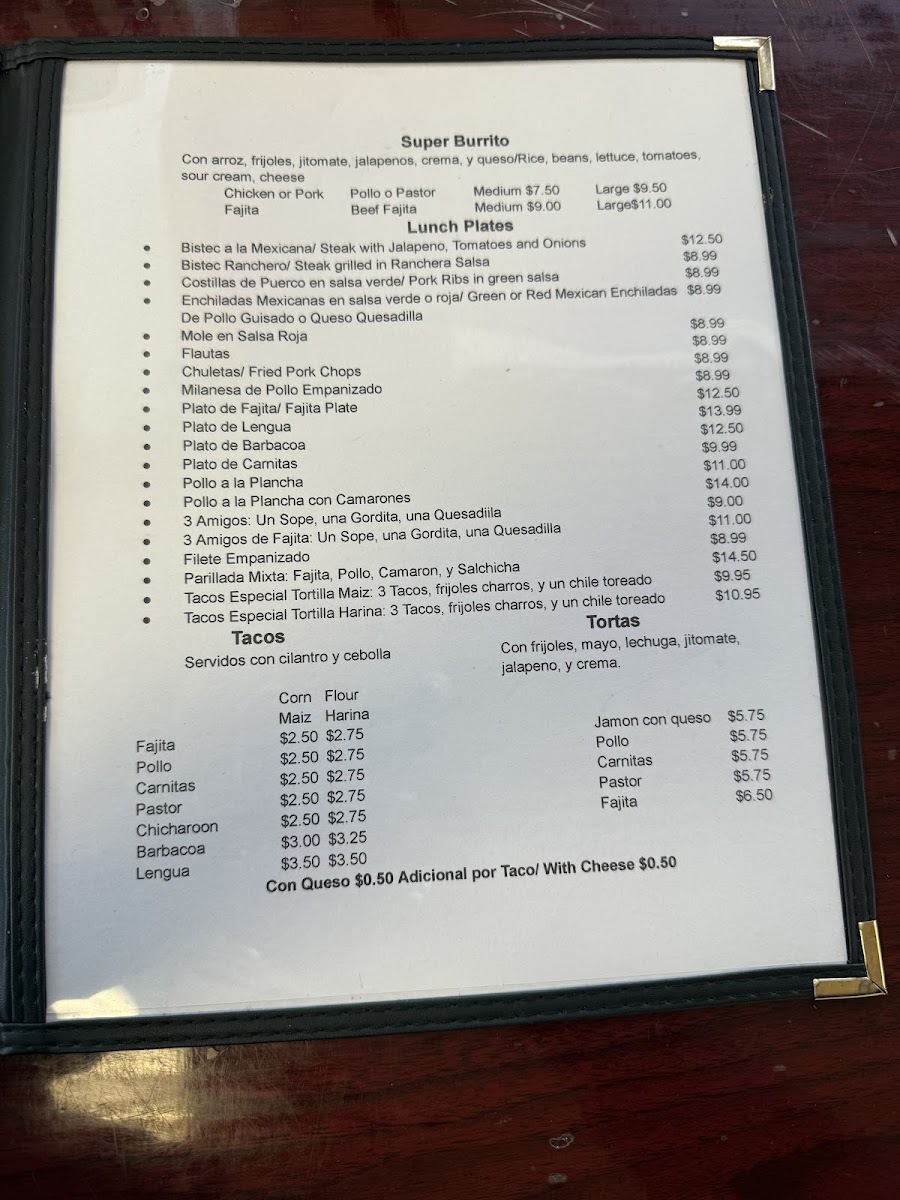 Super Burrito
Con arroz, frijoles, jitomate, jalapenos, crema, y queso/Rice, beans, lettuce, tomatoes,
sour cream, cheese
Chicken or Pork Pollo o Pastor Medium $7.50 Large $9.50
Fajita Beef Fajita Medium $9.00 Large$11.00
Lunch Plates
• Bistec a la Mexicana/ Steak with Jalapeno, Tomatoes and Onions $12.50
• Bistec Ranchero/ Steak grilled in Ranchera Salsa $8.99
• Costillas de Puerco en salsa verde/ Pork Ribs in green salsa $8.99
• Enchiladas Mexicanas en salsa verde o roja/ Green or Red Mexican Enchiladas $8.99
De Pollo Guisado o Queso Quesadilla
• Mole en Salsa Roja $8.99
• Flautas $8.99
• Chuletas/ Fried Pork Chops $8.99
• Milanesa de Pollo Empanizado $8.99
• Plato de Fajita/ Fajita Plate $12.50
• Plato de Lengua $13.99
• Plato de Barbacoa $12.50
• Plato de Carnitas $9.99
• Pollo a la Plancha $11.00
• Pollo a la Plancha con Camarones $14.00
• 3 Amigos: Un Sope, una Gordita, una Quesadiila $9.00
• 3 Amigos de Fajita: Un Sope, una Gordita, una Quesadilla $11.00
• Filete Empanizado $8.99
• Parillada Mixta: Fajita, Pollo, Camaron, y Salchicha $14.50
• Tacos Especial Tortilla Maiz: 3 Tacos, frijoles charros, y un chile toreado $9.95
• Tacos Especial Tortilla Harina: 3 Tacos, frijoles charros, y un chile toreado $10.95
Tacos
Servidos con cilantro y cebolla
Corn Flour
Maiz Harina
Fajita $2.50 $2.75
Pollo $2.50 $2.75
Carnitas $2.50 $2.75
Pastor $2.50 $2.75
Chicharoon $2.50 $2.75
Barbacoa $3.00 $3.25
Lengua $3.50 $3.50
Tortas
Con frijoles, mayo, lechuga, jitomate,
jalapeno, y crema.
Jamon con queso $5.75
Pollo $5.75
Carnitas $5.75
Pastor $5.75
Fajita $6.50
Con Queso $0.50 Adicional por Taco/ With Cheese $0.50